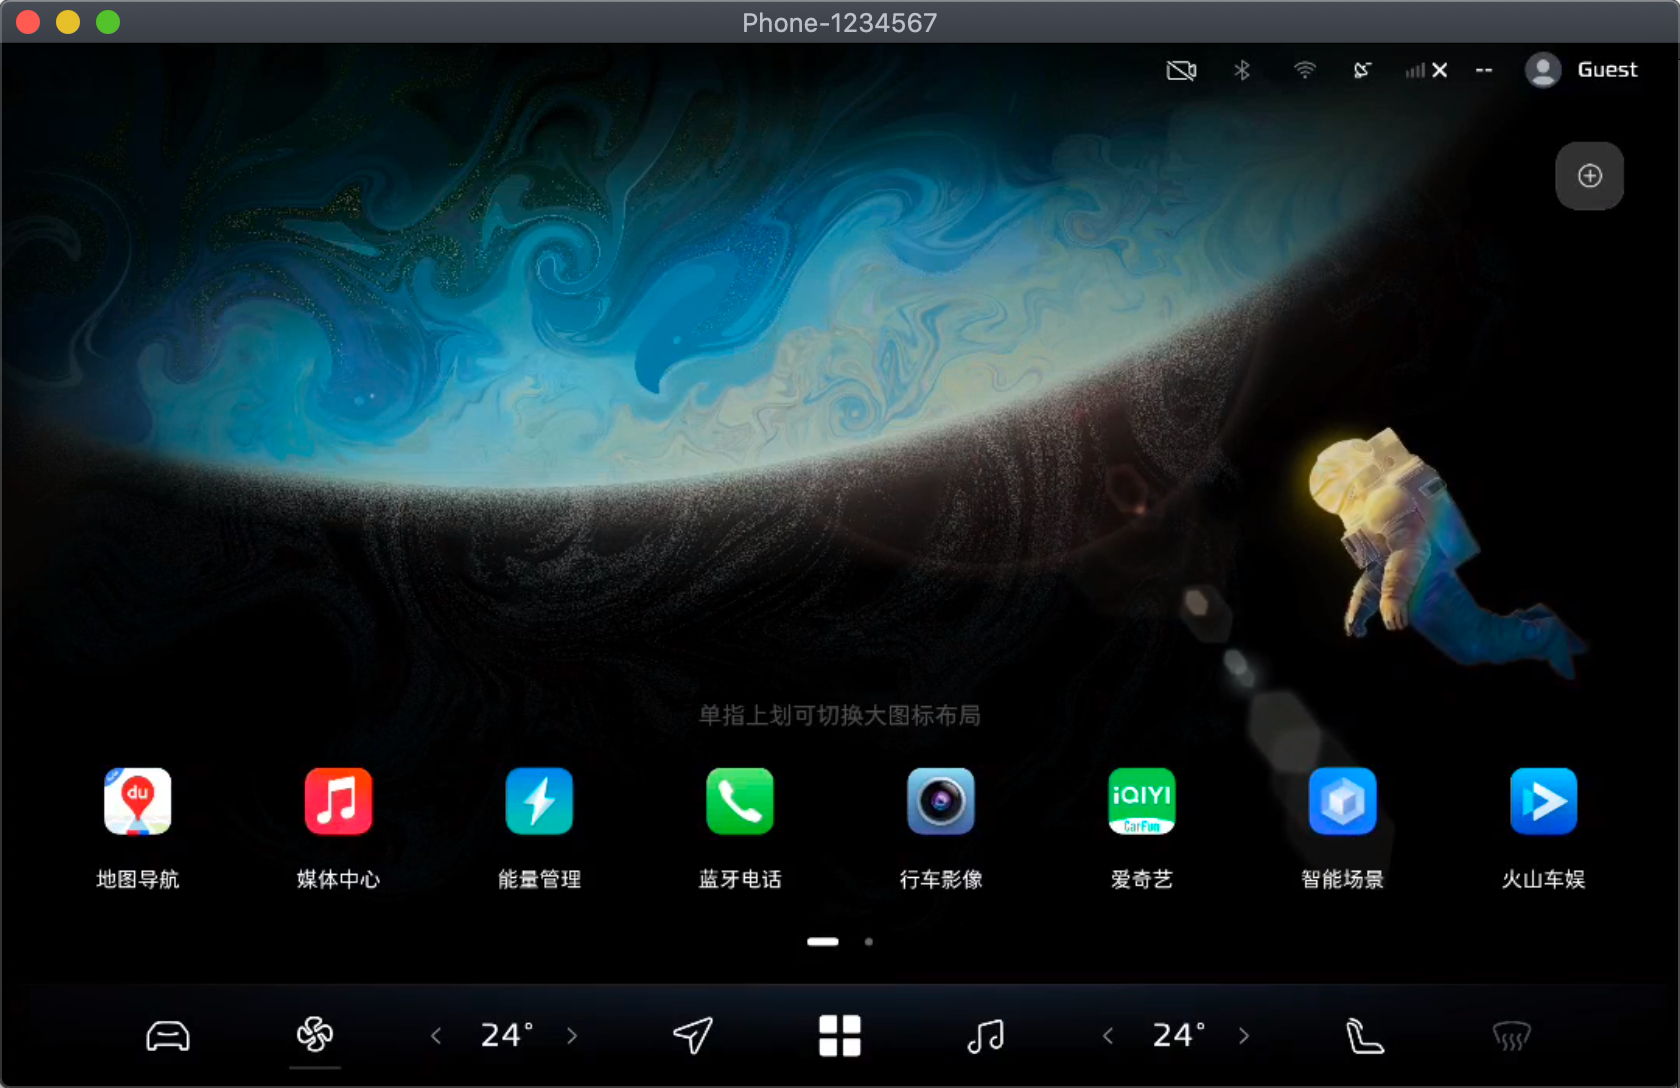 Phone-1234567
-- Guest
单指上划可切换大图标布局
du
iQIYI
CarFun
地图导航 媒体中心 能量管理 蓝牙电话 行车影像 爱奇艺 智能场景 火山车娱
< 24° > < 24° >